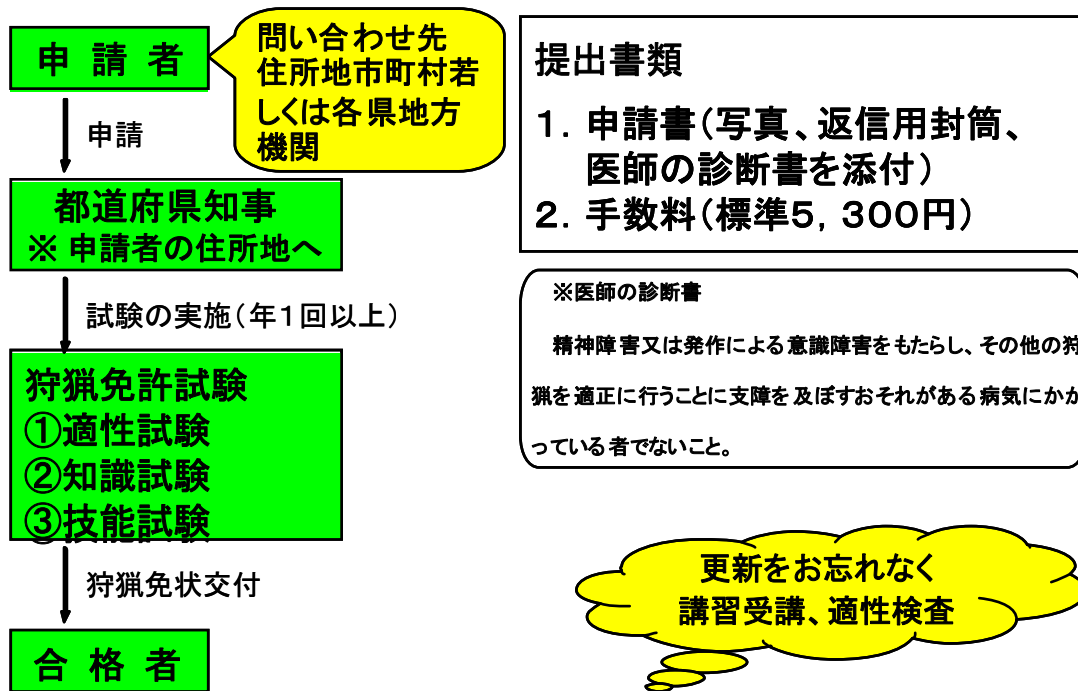 申 請 者
問い合わせ先
住所地市町村若
しくは各県地方
機関
申請
都道府県知事
※ 申請者の住所地へ
試験の実施（年１回以上）
狩猟免許試験
①適性試験
②知識試験
③技能試験
狩猟免状交付
合 格 者
提出書類
１．申請書（写真、返信用封筒、
医師の診断書を添付）
２．手数料（標準５，３００円）
※医師の診断書
精神障害又は発作による意識障害をもたらし、その他の狩
猟を適正に行うことに支障を及ぼすおそれがある病気にかか
っている者でないこと。
更新をお忘れなく
講習受講、適性検査